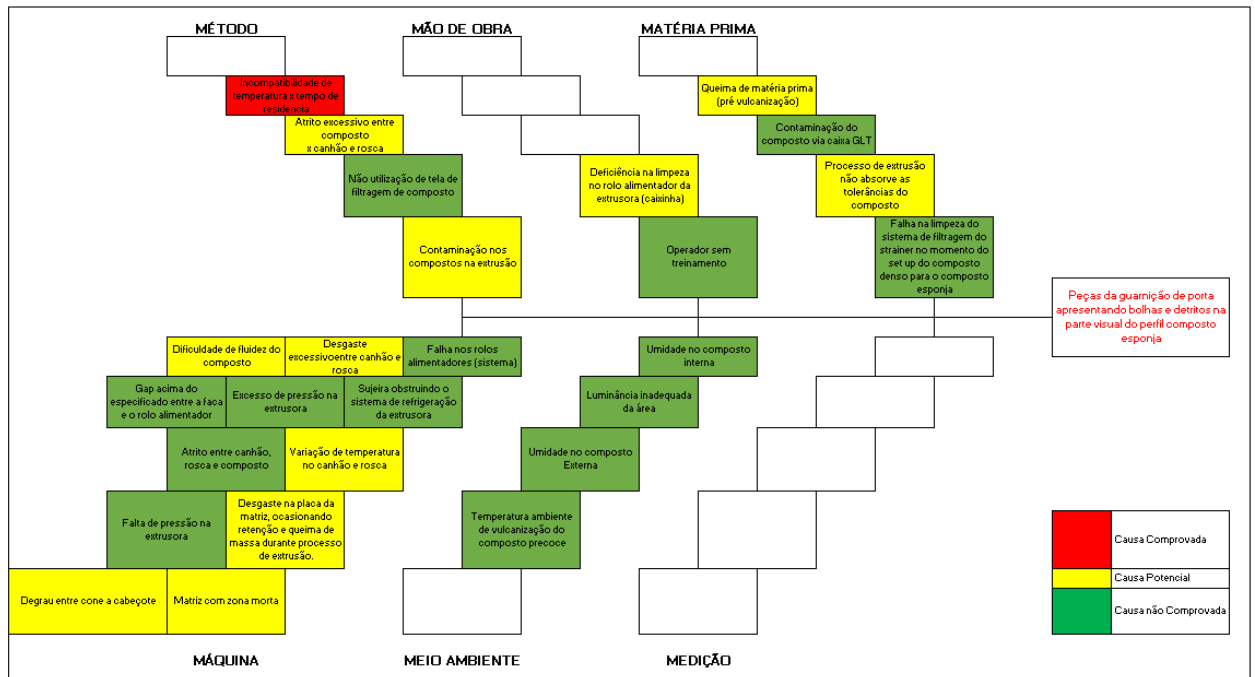 MÉTODO
MÃO DE OBRA
MATÉRIA PRIMA
Incompatibilidade de
temperatura x tempo de
residencia
Atrito excessivo entre
composto
x canhão e rosca
Não utilização de tela de
filtragem de composto
Contaminação nos
compostos na extrusão
Deficiência na limpeza
no rolo alimentador da
extrusora (caixinha)
Operador sem
treinamento
Queima de matéria prima
(pré vulcanização)
Contaminação do
composto via caixa GLT
Processo de extrusão
não absorve as
tolerâncias do
composto
Falha na limpeza do
sistema de filtragem do
strainer no momento do
set up do composto
denso para o composto
esponja
Peças da guarnição de porta
apresentando bolhas e detritos na
parte visual do perfil composto
esponja
Dificuldade de fluidez do
composto
Desgaste
excessivoentre canhão e
rosca
Falha nos rolos
alimentadores (sistema)
Gap acima do
especificado entre a faca
e o rolo alimentador
Excesso de pressão na
extrusora
Sujeira obstruindo o
sistema de refrigeração
da extrusora
Atrito entre canhão,
rosca e composto
Variação de temperatura
no canhão e rosca
Falta de pressão na
extrusora
Desgaste na placa da
matriz, ocasionando
retenção e queima de
massa durante processo
de extrusão.
Degrau entre cone a cabeçote
Matriz com zona morta
Umidade no composto
interna
Luminância inadequada
da área
Umidade no composto
Externa
Temperatura ambiente
de vulcanização do
composto precoce
Causa Comprovada
Causa Potencial
Causa não Comprovada
MÁQUINA
MEIO AMBIENTE
MEDIÇÃO